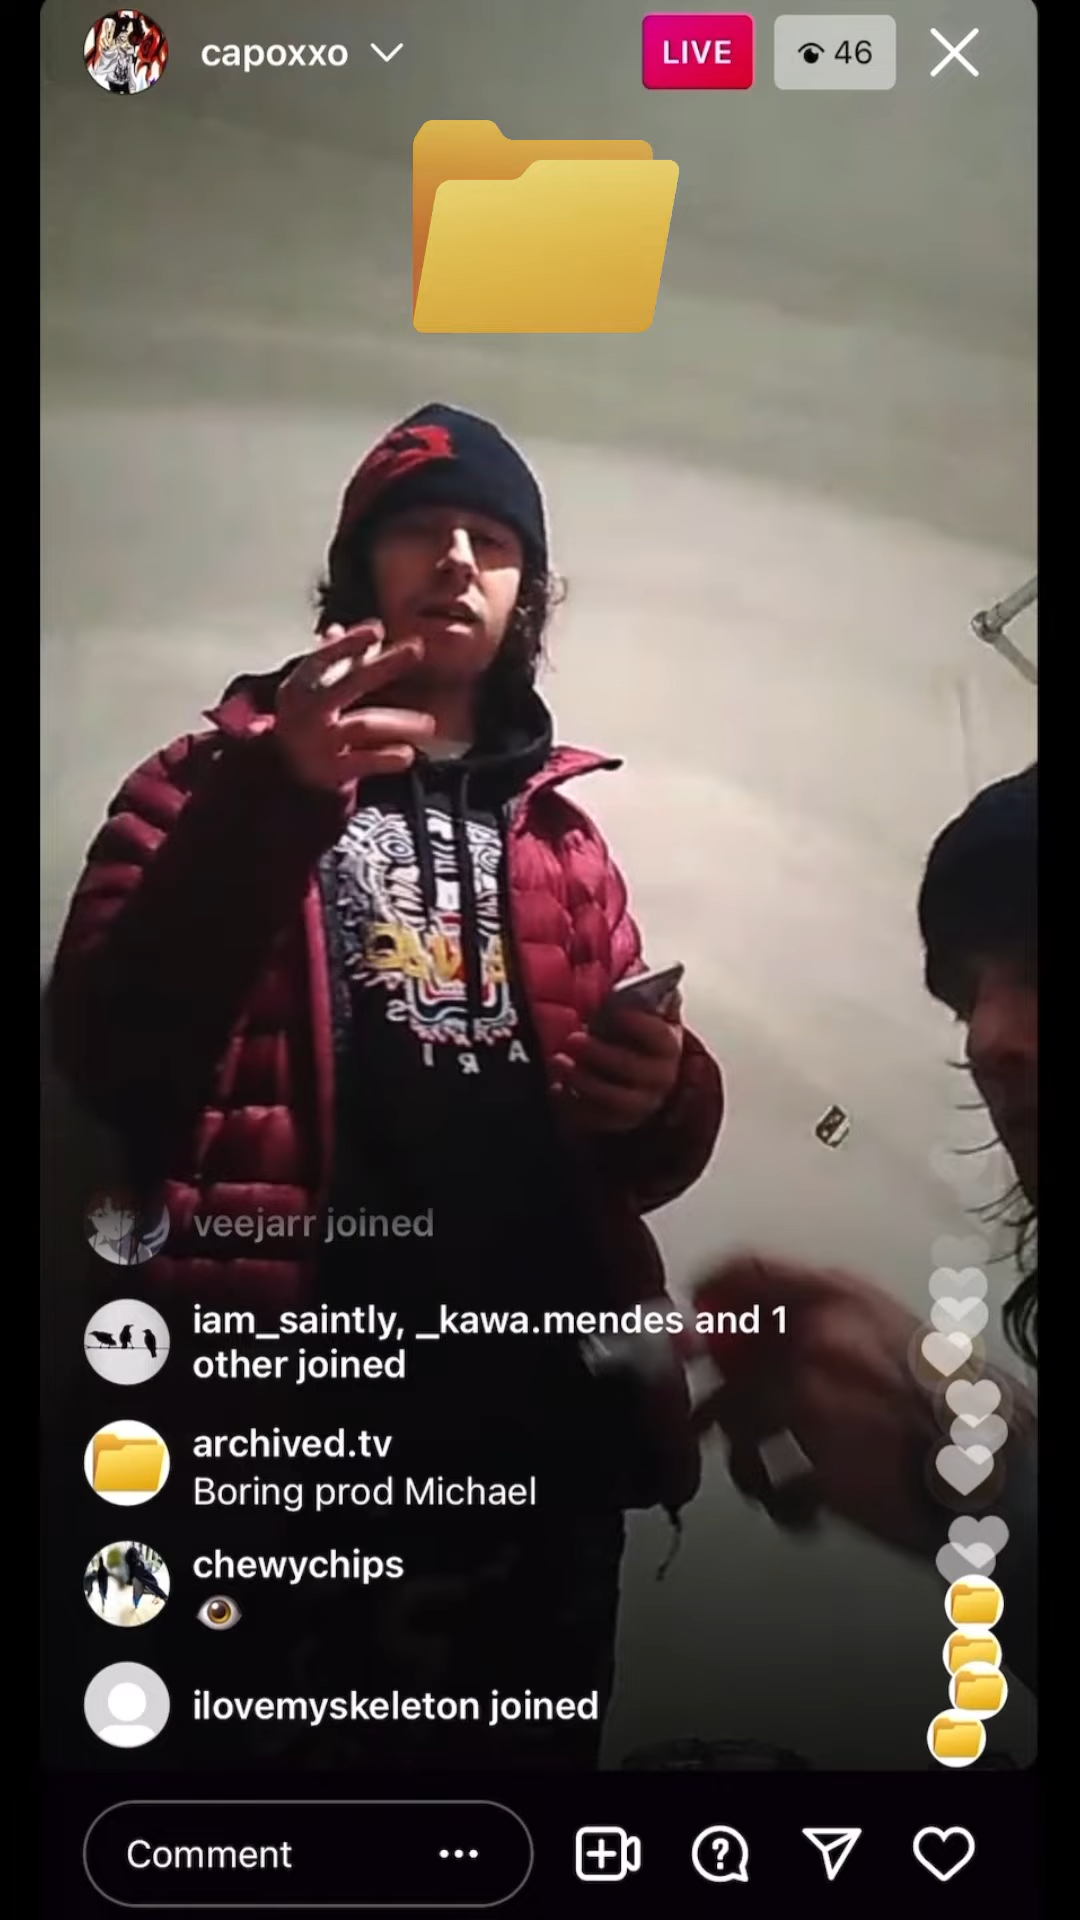 capoxxo
LIVE
46
veejarr joined
iam_saintly, _kawa.mendes and 1
other joined
archived.tv
Boring prod Michael
chewychips
ilovemyskeleton joined
Comment